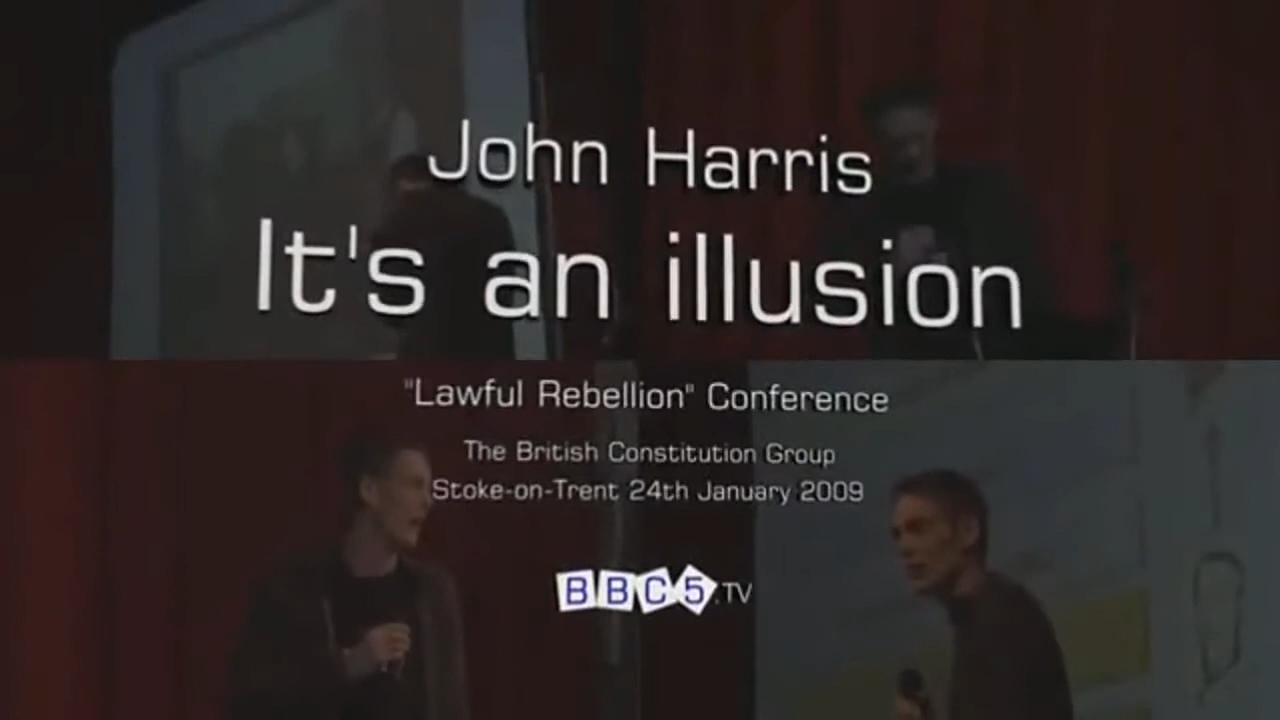 John Harris
It's an illusion
"Lawful Rebellion" Conference
The British Constitution Group
Stoke-on-Trent 24th January 2009
BBC5.TV